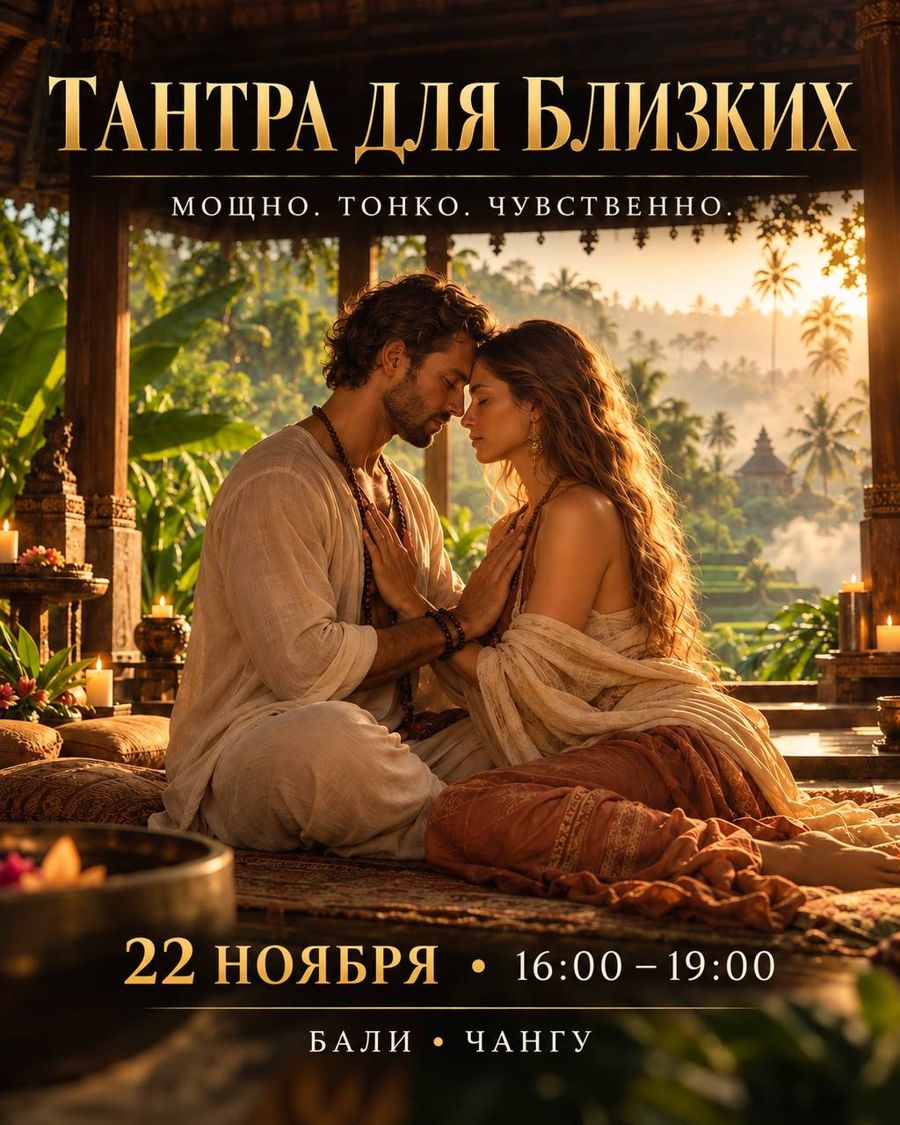 Тантра для Близких
МОЩНО. ТОНКО. ЧУВСТВЕННО.
22 НОЯБРЯ • 16:00 – 19:00
БАЛИ • ЧАНГУ